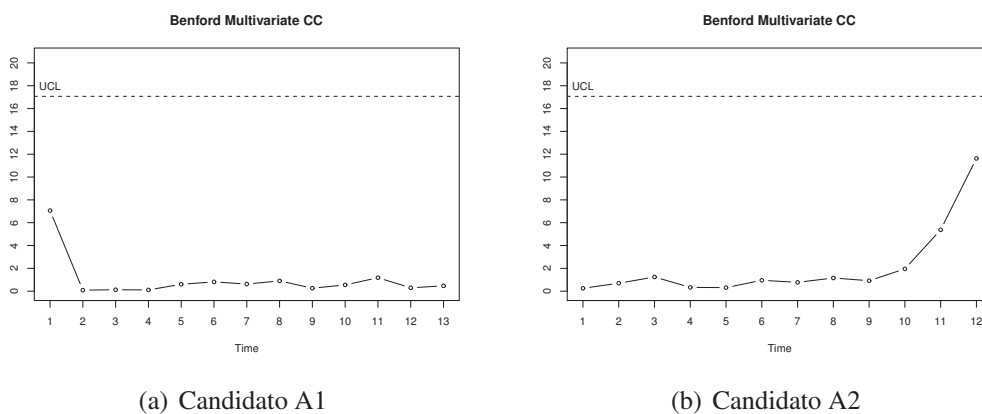 Benford Multivariate CC
20
18
16
14
12
10
8
6
4
2
0
UCL
1 2 3 4 5 6 7 8 9 10 11 12 13
Time
(a) Candidato A1
Benford Multivariate CC
20
18
16
14
12
10
8
6
4
2
0
UCL
1 2 3 4 5 6 7 8 9 10 11 12
Time
(b) Candidato A2